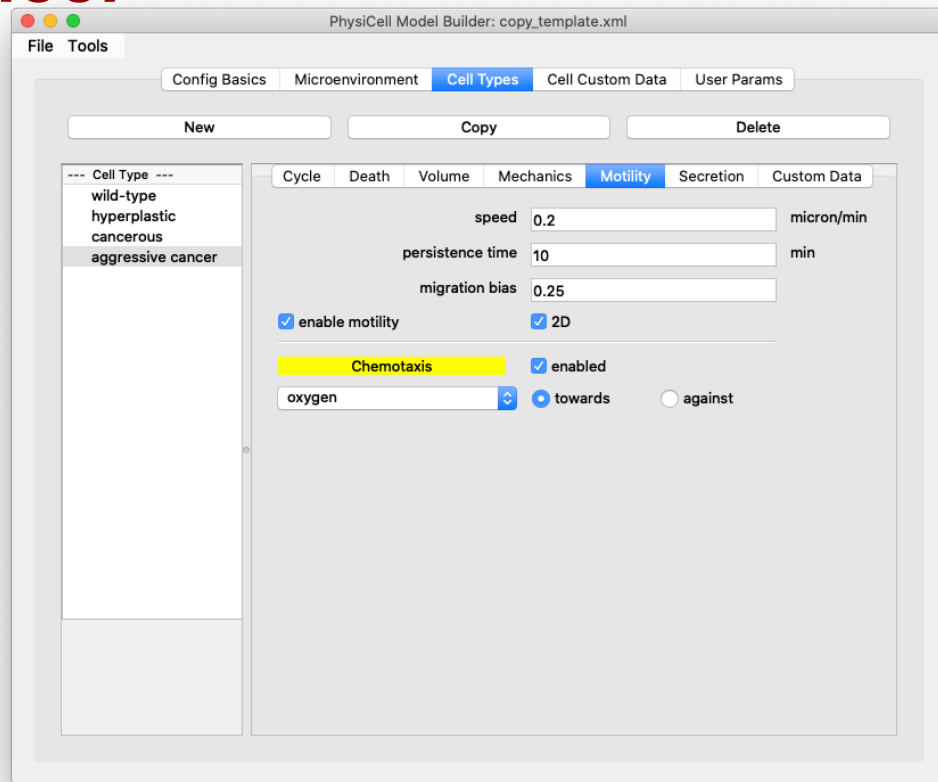 PhysiCell Model Builder: copy_template.xml
File Tools
Config Basics Microenvironment Cell Types Cell Custom Data User Params
New Copy Delete
--- Cell Type ---
wild-type
hyperplastic
cancerous
aggressive cancer
Cycle Death Volume Mechanics Motility Secretion Custom Data
speed 0.2 micron/min
persistence time 10 min
migration bias 0.25
enable motility 2D
Chemotaxis enabled
oxygen towards against